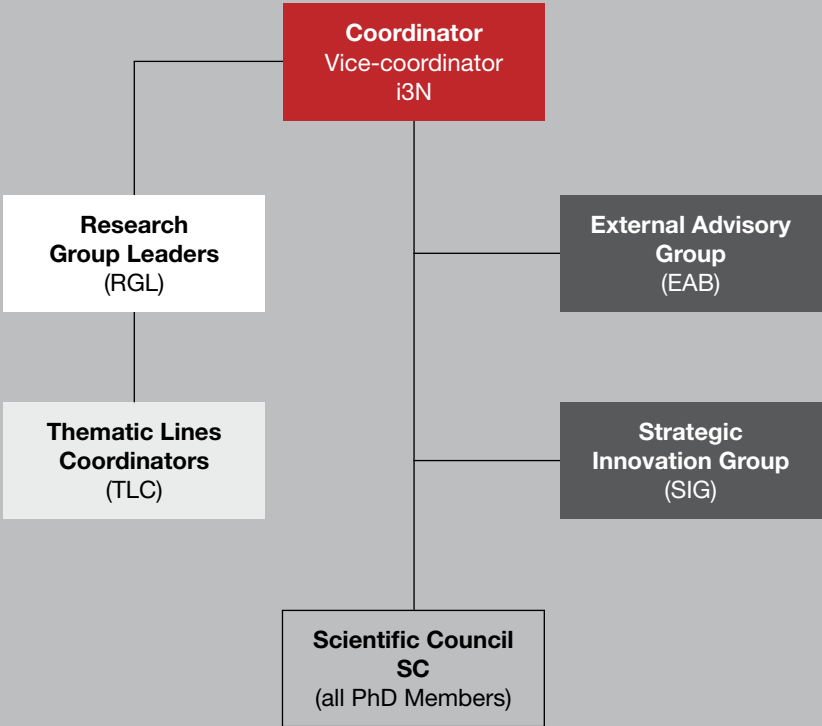 Coordinator
Vice-coordinator
i3N
Research
Group Leaders
(RGL)
External Advisory
Group
(EAB)
Thematic Lines
Coordinators
(TLC)
Strategic
Innovation Group
(SIG)
Scientific Council
SC
(all PhD Members)